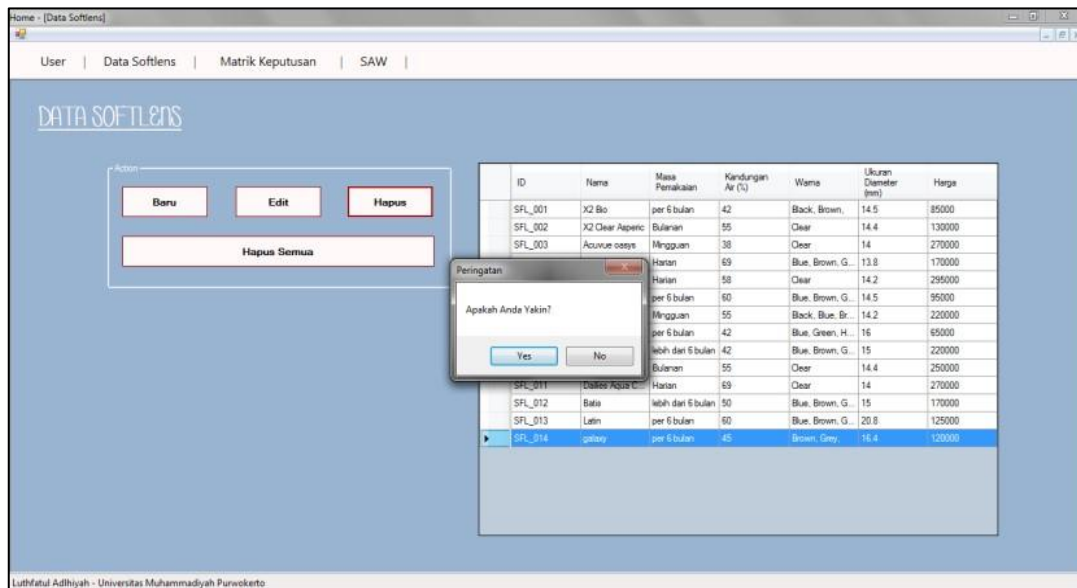 Home - [Data Softlens]
User | Data Softlens | Matrik Keputusan | SAW |
DATA SOFTLENS
Action
Baru Edit Hapus
Hapus Semua
ID Nama Masa Pemakaian Kandungan Air (%) Warna Ukuran Diameter (mm) Harga
SFL_001 X2 Bio per 6 bulan 42 Black, Brown, 14.5 85000
SFL_002 X2 Clear Asperic Bulanan 55 Clear 14.4 130000
SFL_003 Acuvue oasys Mingguan 38 Clear 14 270000
Harian 69 Blue, Brown, G... 13.8 170000
Harian 58 Clear 14.2 295000
per 6 bulan 60 Blue, Brown, G... 14.5 95000
Mingguan 55 Black, Blue, Br... 14.2 220000
per 6 bulan 42 Blue, Green, H... 16 65000
lebih dari 6 bulan 42 Blue, Brown, G... 15 220000
Bulanan 55 Clear 14.4 250000
SFL_011 Dailies Aqua C... Harian 69 Clear 14 270000
SFL_012 Batis lebih dari 6 bulan 50 Blue, Brown, G... 15 170000
SFL_013 Latin per 6 bulan 60 Blue, Brown, G... 20.8 125000
SFL_014 galaxy per 6 bulan 45 Brown, Grey, 16.4 120000
Peringatan
Apakah Anda Yakin?
Yes No
Luthfatul Adlhiyah - Universitas Muhammadiyah Purwokerto